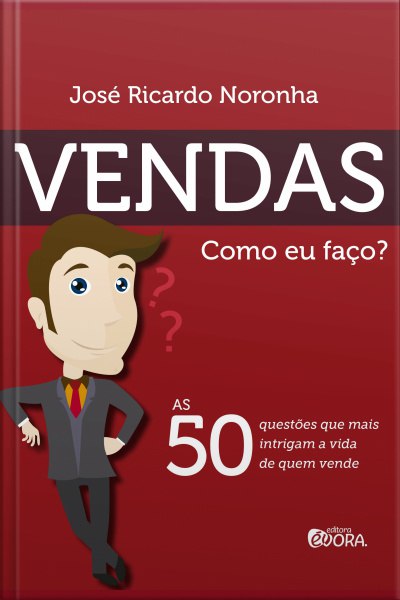 José Ricardo Noronha
VENDAS
Como eu faço?
?
?
AS
50
questões que mais
intrigam a vida
de quem vende
editora
évORA.